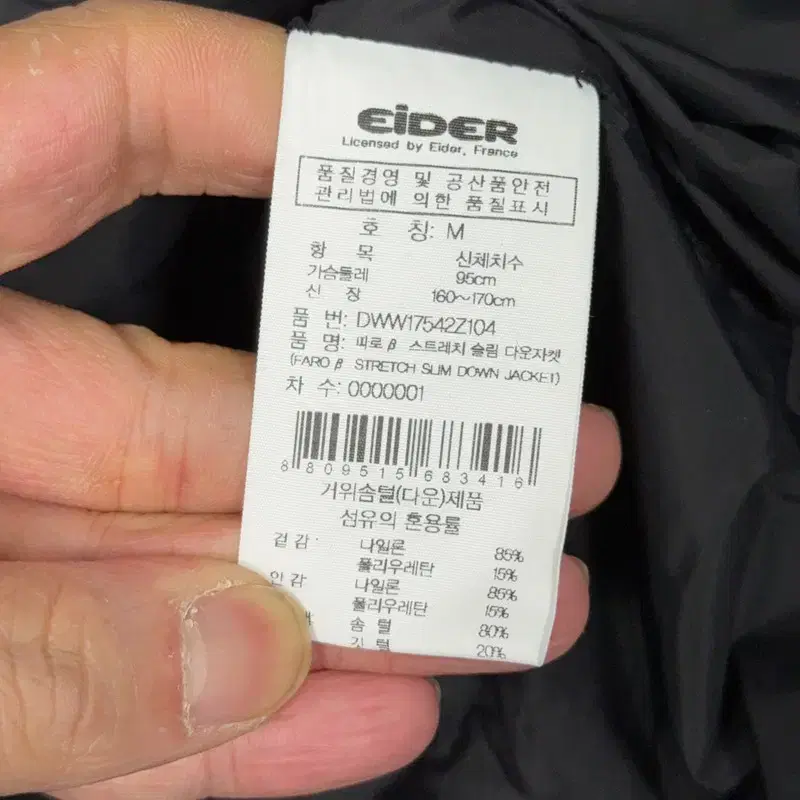 EiDER
Licensed by Eider, France
품질경영 및 공산품안전
관리법에 의한 품질표시
호 칭: M
항 목 신체치수
가슴둘레 95cm
신 장 160~170cm
품 번: DWW17542Z104
품 명: 파로 β 스트레치 슬림 다운자켓
(FARO β STRETCH SLIM DOWN JACKET)
차 수: 0000001
8809515683416
거위솜털(다운)제품
섬유의 혼용률
겉감: 나일론 85%
폴리우레탄 15%
안감 나일론 85%
폴리우레탄 15%
솜 털 80%
깃 털 20%